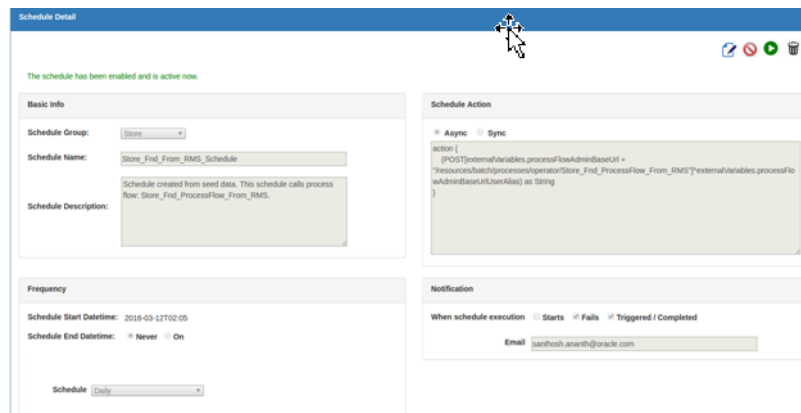 Schedule Detail
The schedule has been enabled and is active now.
Basic Info
Schedule Group: Store
Schedule Name: Store_Fnd_From_RMS_Schedule
Schedule Description: Schedule created from seed data. This schedule calls process
flow: Store_Fnd_ProcessFlow_From_RMS.
Schedule Action
Async Sync
action {
(POST[externalVariables.processFlowAdminBaseUrl +
"/resources/batch/processes/operator/Store_Fnd_ProcessFlow_From_RMS"]^externalVariables.processFlo
wAdminBaseUrlUserAlias) as String
}
Frequency
Schedule Start Datetime: 2016-03-12T02:05
Schedule End Datetime: Never On
Schedule Daily
Notification
When schedule execution Starts Fails Triggered / Completed
Email santhosh.ananth@oracle.com